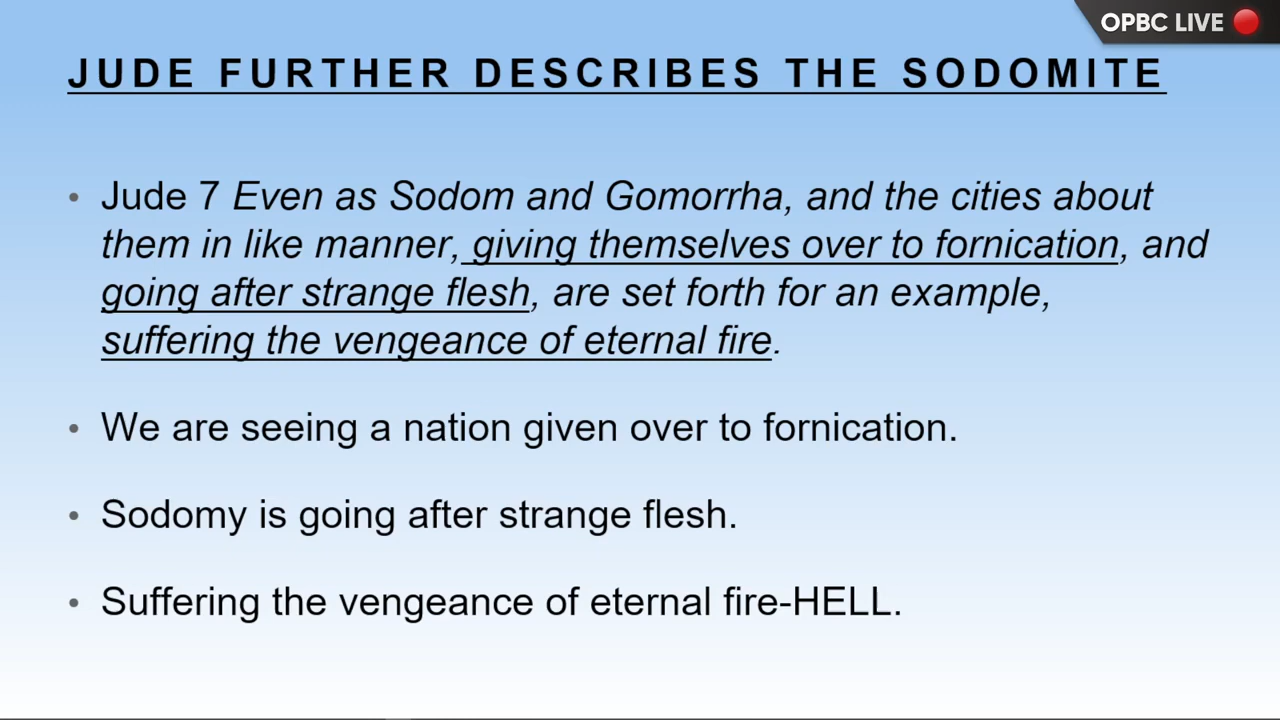 OPBC LIVE
JUDE FURTHER DESCRIBES THE SODOMITE
• Jude 7 Even as Sodom and Gomorrha, and the cities about
them in like manner, giving themselves over to fornication, and
going after strange flesh, are set forth for an example,
suffering the vengeance of eternal fire.
• We are seeing a nation given over to fornication.
• Sodomy is going after strange flesh.
• Suffering the vengeance of eternal fire-HELL.